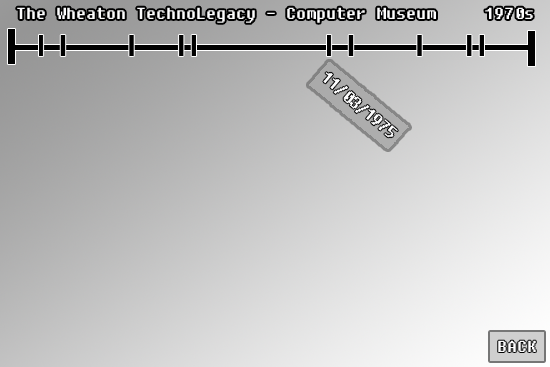 The Wheaton TechnoLegacy - Computer Museum 1970s
11/03/1975
BACK